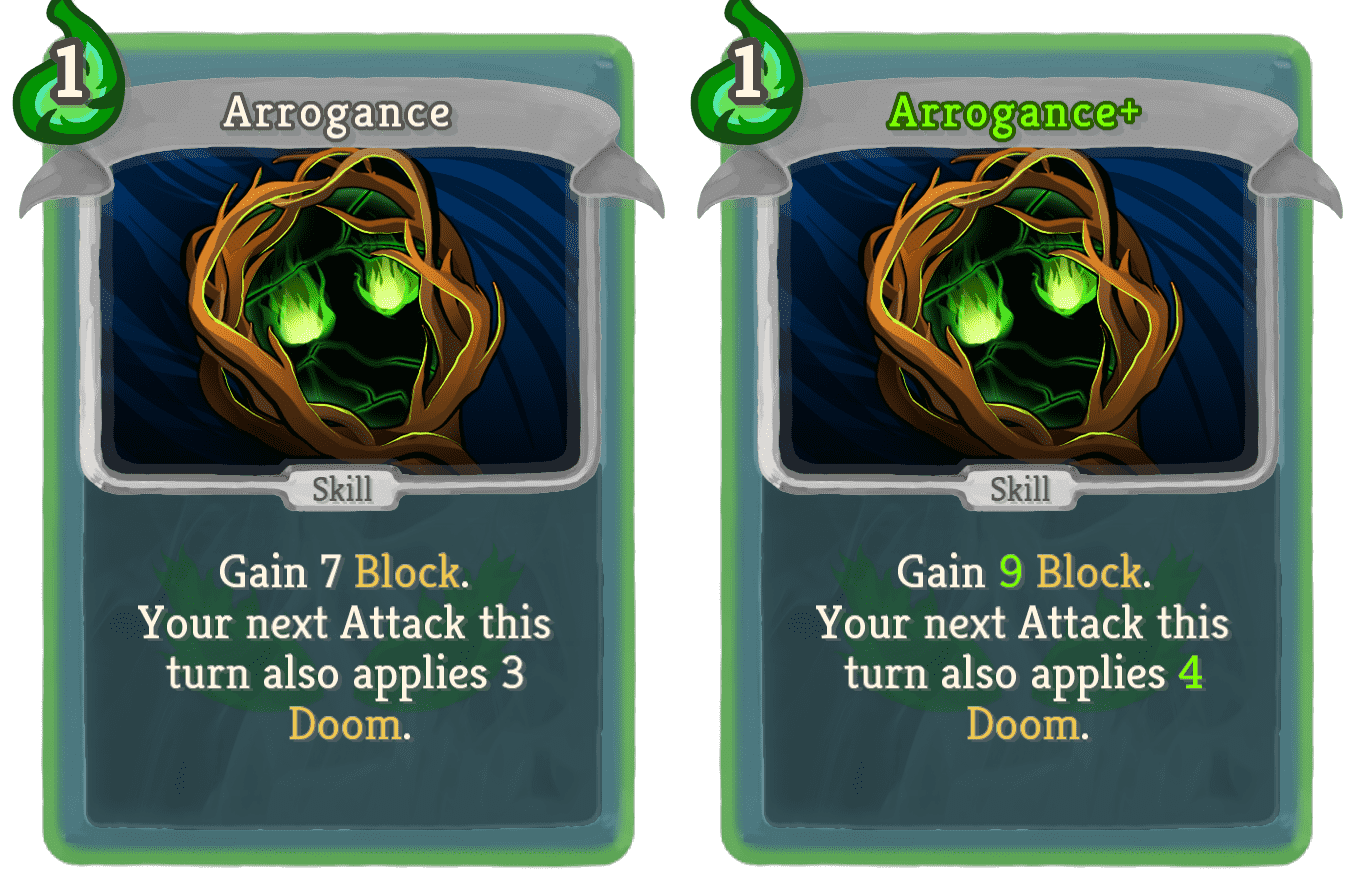 1
Arrogance
Skill
Gain 7 Block.
Your next Attack this
turn also applies 3
Doom.
1
Arrogance+
Skill
Gain 9 Block.
Your next Attack this
turn also applies 4
Doom.